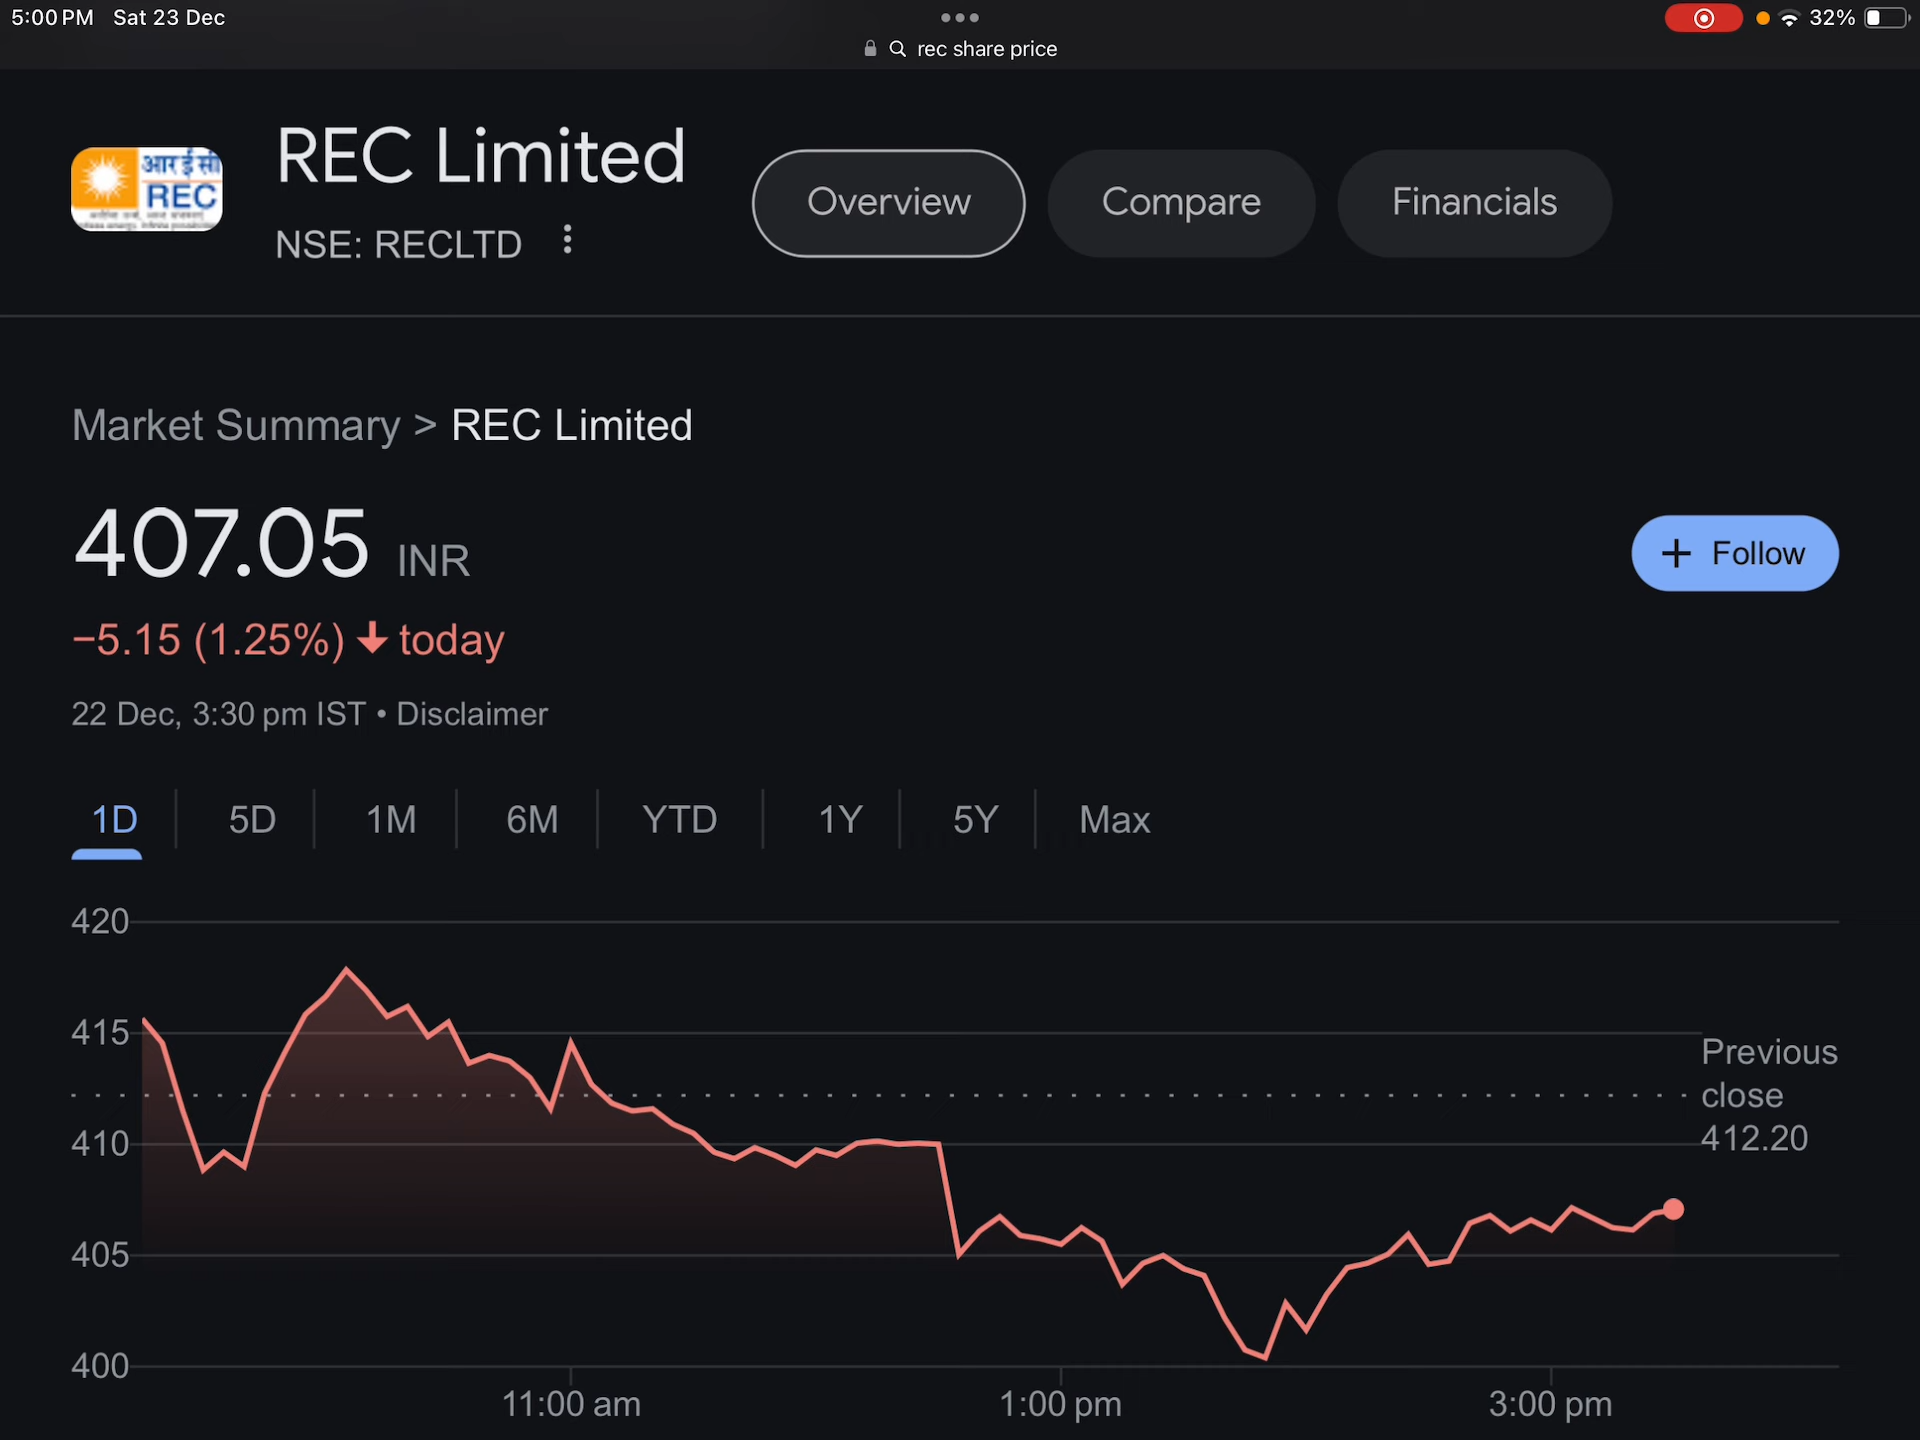 5:00 PM Sat 23 Dec
32%
rec share price
आर ई सी
REC
REC Limited
NSE: RECLTD
Overview
Compare
Financials
Market Summary > REC Limited
407.05 INR
Follow
−5.15 (1.25%) today
22 Dec, 3:30 pm IST • Disclaimer
1D 5D 1M 6M YTD 1Y 5Y Max
420
415
Previous
close
412.20
410
405
400
11:00 am 1:00 pm 3:00 pm